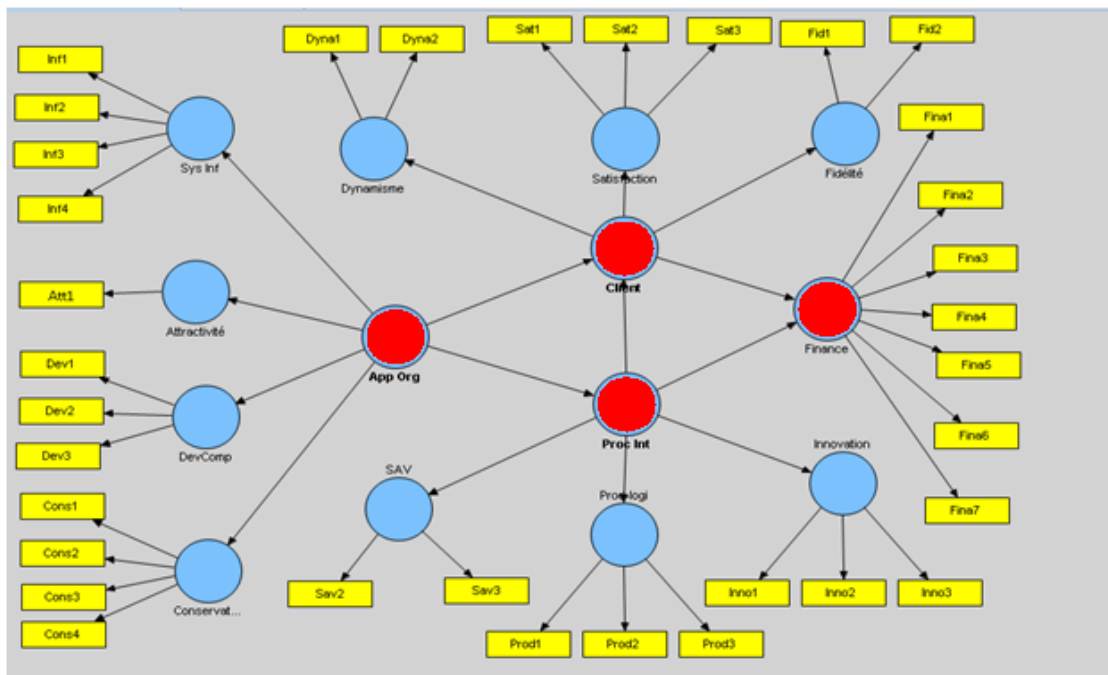 Inf1
Inf2
Inf3
Inf4
Sys Inf
Dyna1
Dyna2
Dynamisme
Sat1
Sat2
Sat3
Satisfaction
Fid1
Fid2
Fidélité
Fina1
Fina2
Fina3
Fina4
Fina5
Fina6
Fina7
Finance
Client
Att1
Attractivité
App Org
Dev1
Dev2
Dev3
DevComp
Proc Int
Cons1
Cons2
Cons3
Cons4
Conservat...
SAV
Sav2
Sav3
Prod1
Prod2
Prod3
Innovation
Inno1
Inno2
Inno3